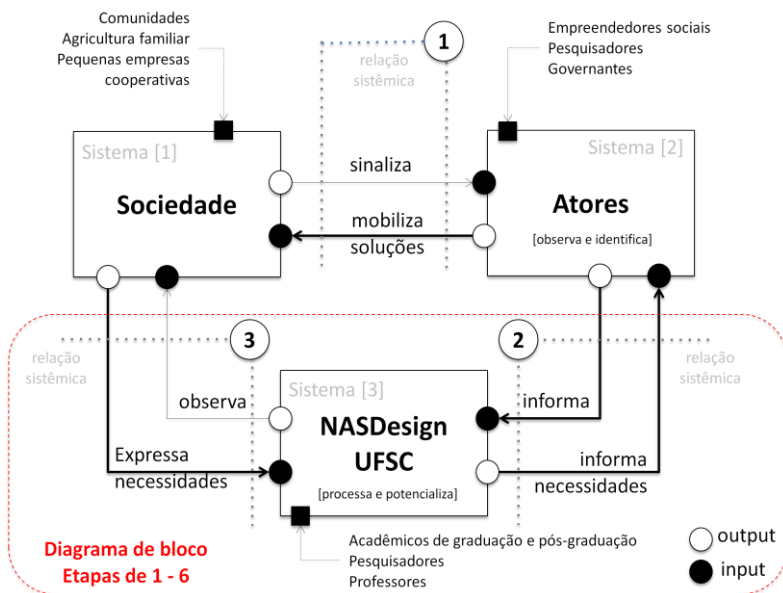 Comunidades
Agricultura familiar
Pequenas empresas
cooperativas
1
relação
sistêmica
Empreendedores sociais
Pesquisadores
Governantes
Sistema [1]
Sociedade
sinaliza
mobiliza
soluções
Sistema [2]
Atores
[observa e identifica]
3
relação
sistêmica
2
relação
sistêmica
observa
Expressa
necessidades
Sistema [3]
NASDesign
UFSC
[processa e potencializa]
informa
informa
necessidades
Acadêmicos de graduação e pós-graduação
Pesquisadores
Professores
Diagrama de bloco
Etapas de 1 - 6
output
input